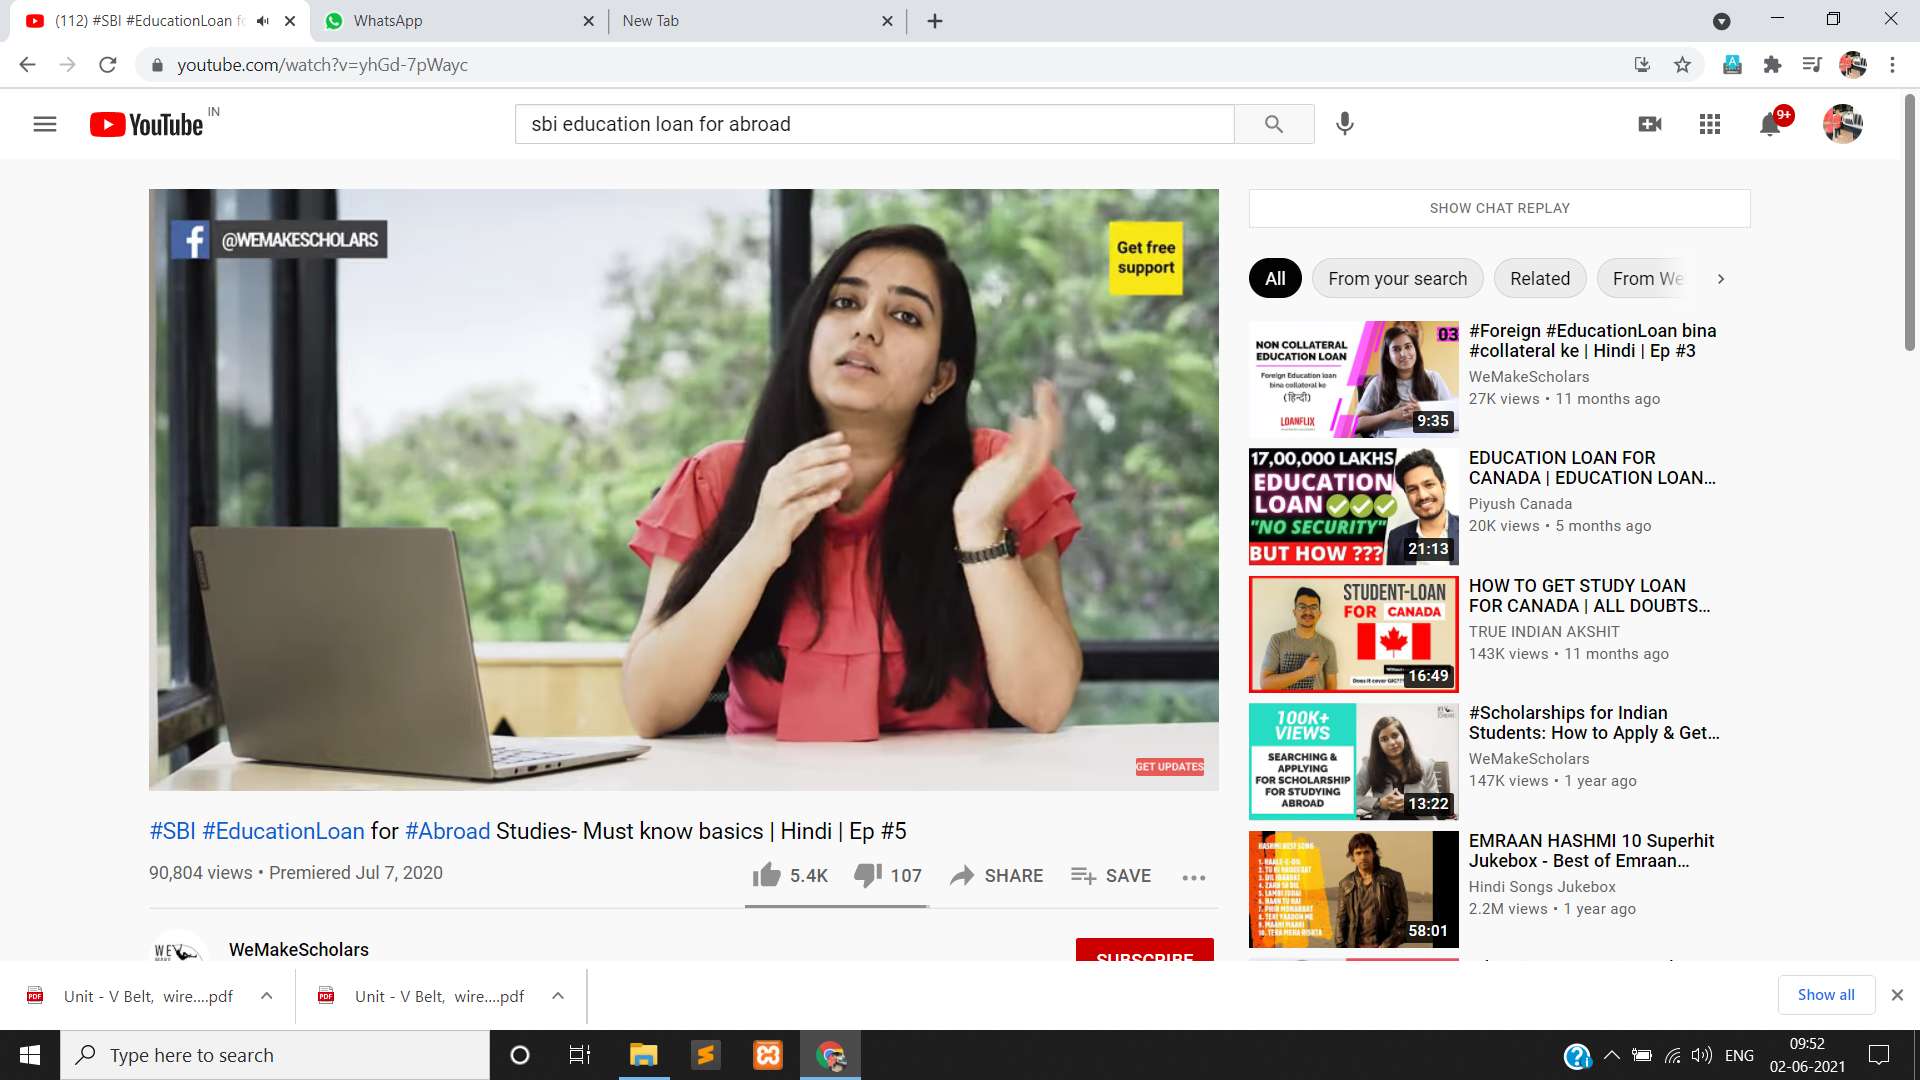 (112) #SBI #EducationLoan fo
WhatsApp
New Tab
youtube.com/watch?v=yhGd-7pWayc
YouTube IN
sbi education loan for abroad
9+
@WEMAKESCHOLARS
Get free
support
GET UPDATES
#SBI #EducationLoan for #Abroad Studies- Must know basics | Hindi | Ep #5
90,804 views • Premiered Jul 7, 2020
5.4K
107
SHARE
SAVE
WeMakeScholars
SUBSCRIBE
SHOW CHAT REPLAY
All
From your search
Related
From We
NON COLLATERAL
EDUCATION LOAN
Foreign Education loan
bina collateral ke
(हिन्दी)
LOANFLIX
03
9:35
#Foreign #EducationLoan bina
#collateral ke | Hindi | Ep #3
WeMakeScholars
27K views • 11 months ago
17,00,000 LAKHS
EDUCATION
LOAN
"NO SECURITY"
BUT HOW ???
21:13
EDUCATION LOAN FOR
CANADA | EDUCATION LOAN...
Piyush Canada
20K views • 5 months ago
STUDENT-LOAN
FOR CANADA
Does it cover GIC??
16:49
HOW TO GET STUDY LOAN
FOR CANADA | ALL DOUBTS...
TRUE INDIAN AKSHIT
143K views • 11 months ago
100K+
VIEWS
SEARCHING &
APPLYING
FOR SCHOLARSHIP
FOR STUDYING
ABROAD
13:22
#Scholarships for Indian
Students: How to Apply & Get...
WeMakeScholars
147K views • 1 year ago
HASHMI BEST SONG
58:01
EMRAAN HASHMI 10 Superhit
Jukebox - Best of Emraan...
Hindi Songs Jukebox
2.2M views • 1 year ago
PDF
Unit - V Belt, wire....pdf
PDF
Unit - V Belt, wire....pdf
Show all
Type here to search
ENG
09:52
02-06-2021